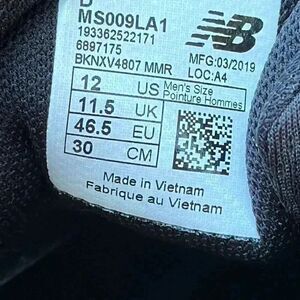 D
MS009LA1
193362522171
6897175
BKNXV4807 MMR
NB
MFG:03/2019
LOC:A4
12 US Men's Size
11.5 UK Pointure Hommes
46.5 EU
30 CM
Made in Vietnam
Fabrique au Vietnam